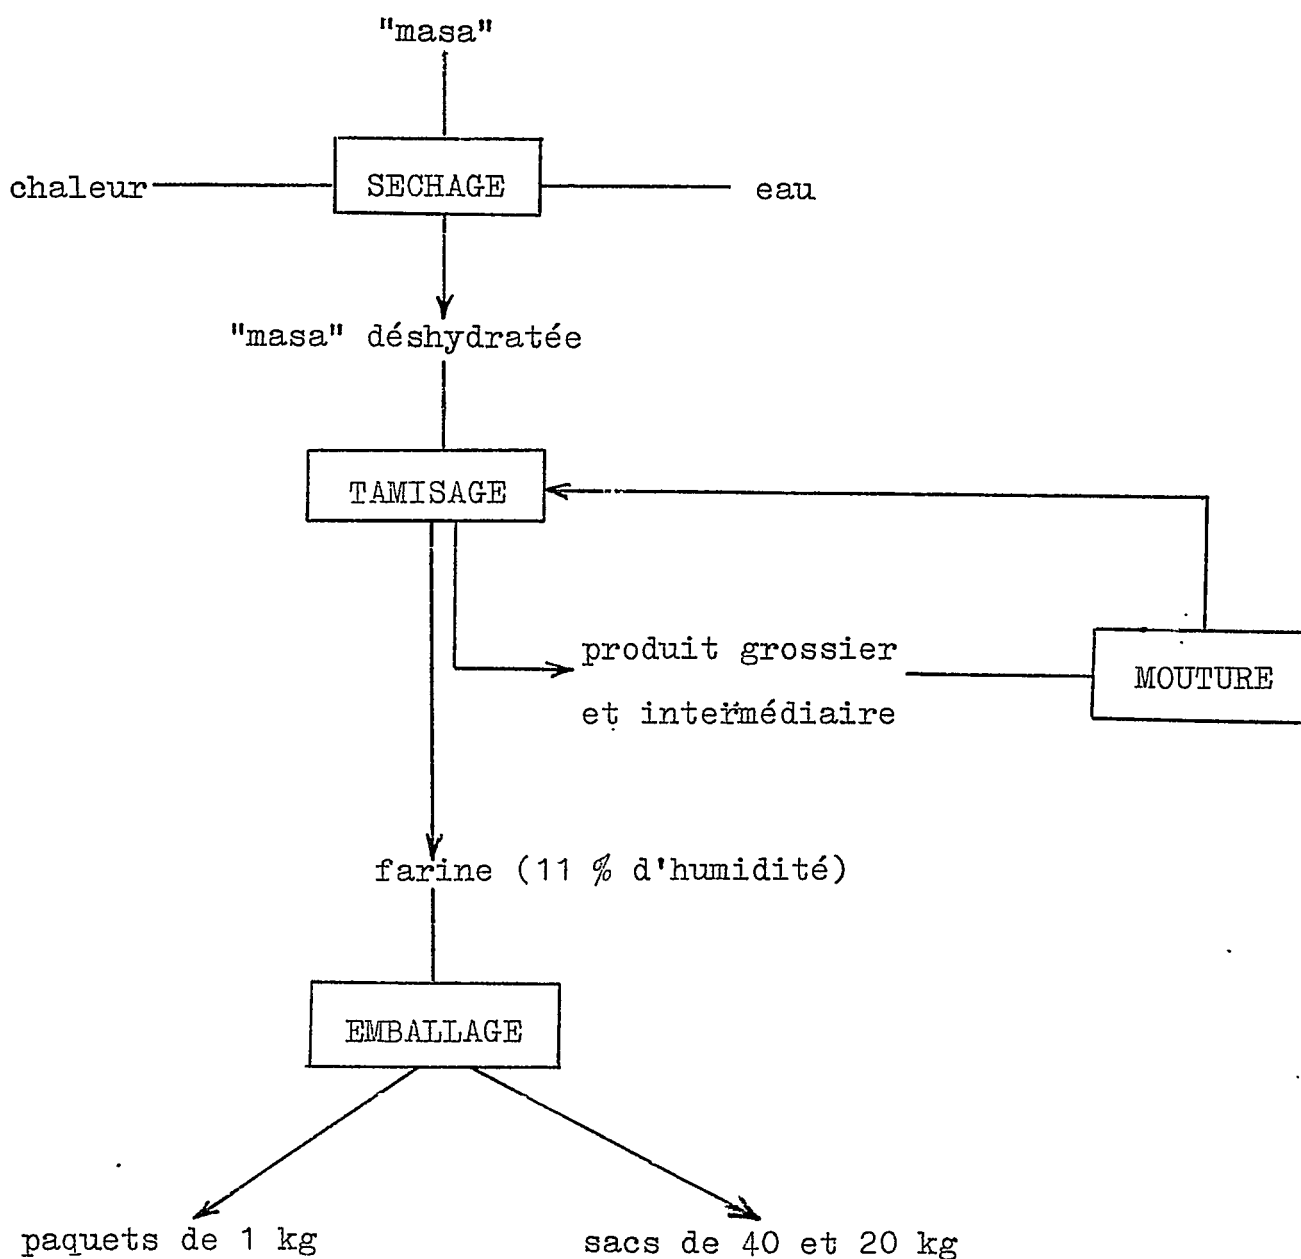 "masa"
chaleur
SECHAGE
eau
"masa" déshydratée
TAMISAGE
produit grossier
et intermédiaire
MOUTURE
farine (11 % d'humidité)
EMBALLAGE
paquets de 1 kg
sacs de 40 et 20 kg